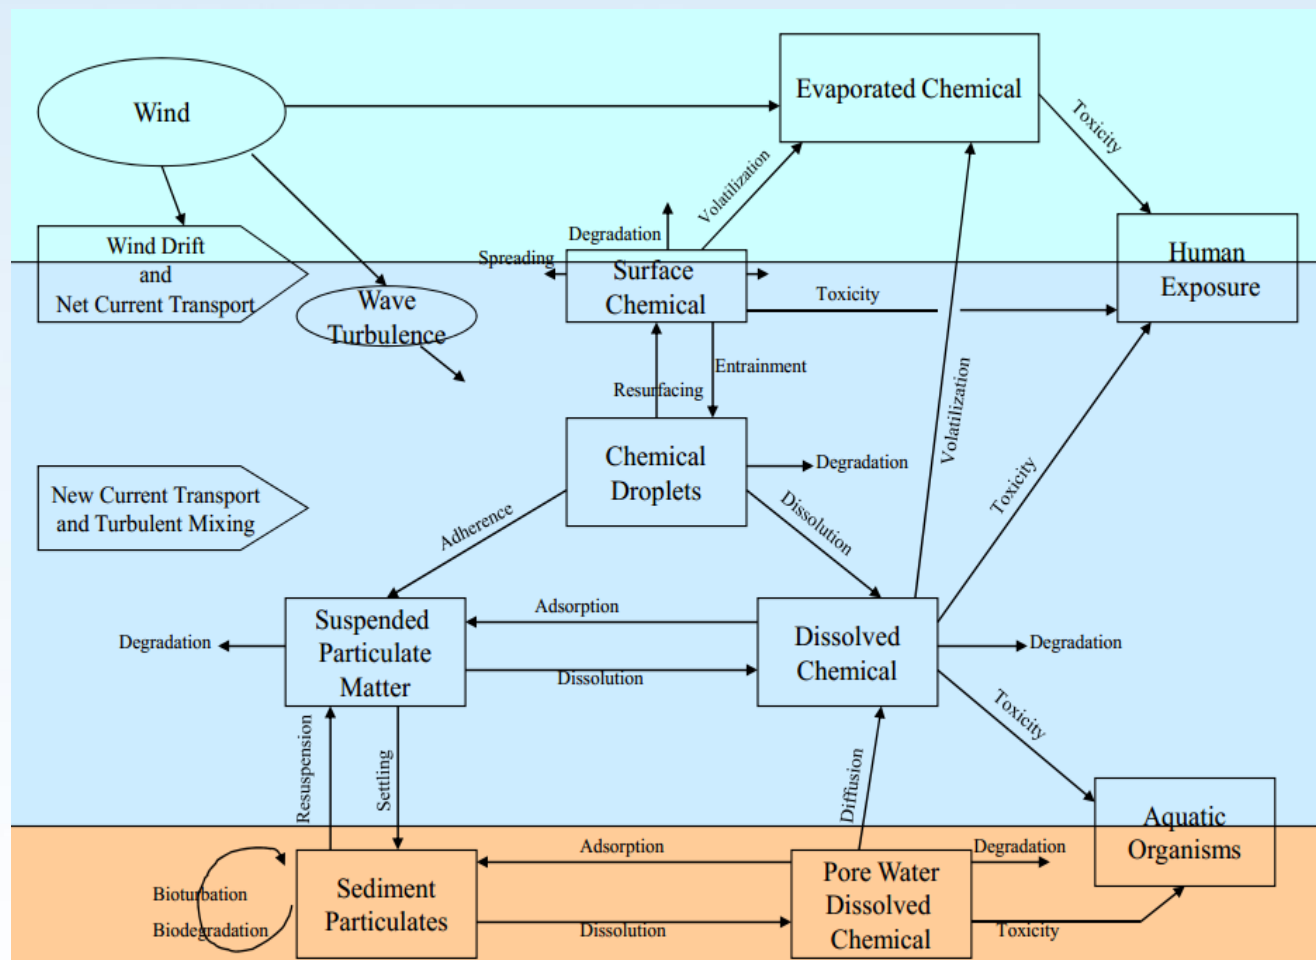 Wind
Evaporated Chemical
Toxicity
Volatilization
Wind Drift
and
Net Current Transport
Degradation
Spreading
Surface
Chemical
Human
Exposure
Toxicity
Wave
Turbulence
Entrainment
Resurfacing
Volatilization
Chemical
Droplets
Degradation
New Current Transport
and Turbulent Mixing
Adherence
Dissolution
Toxicity
Suspended
Particulate
Matter
Adsorption
Dissolution
Degradation
Dissolved
Chemical
Degradation
Toxicity
Resuspension
Settling
Diffusion
Aquatic
Organisms
Bioturbation
Biodegradation
Sediment
Particulates
Adsorption
Dissolution
Pore Water
Dissolved
Chemical
Degradation
Toxicity